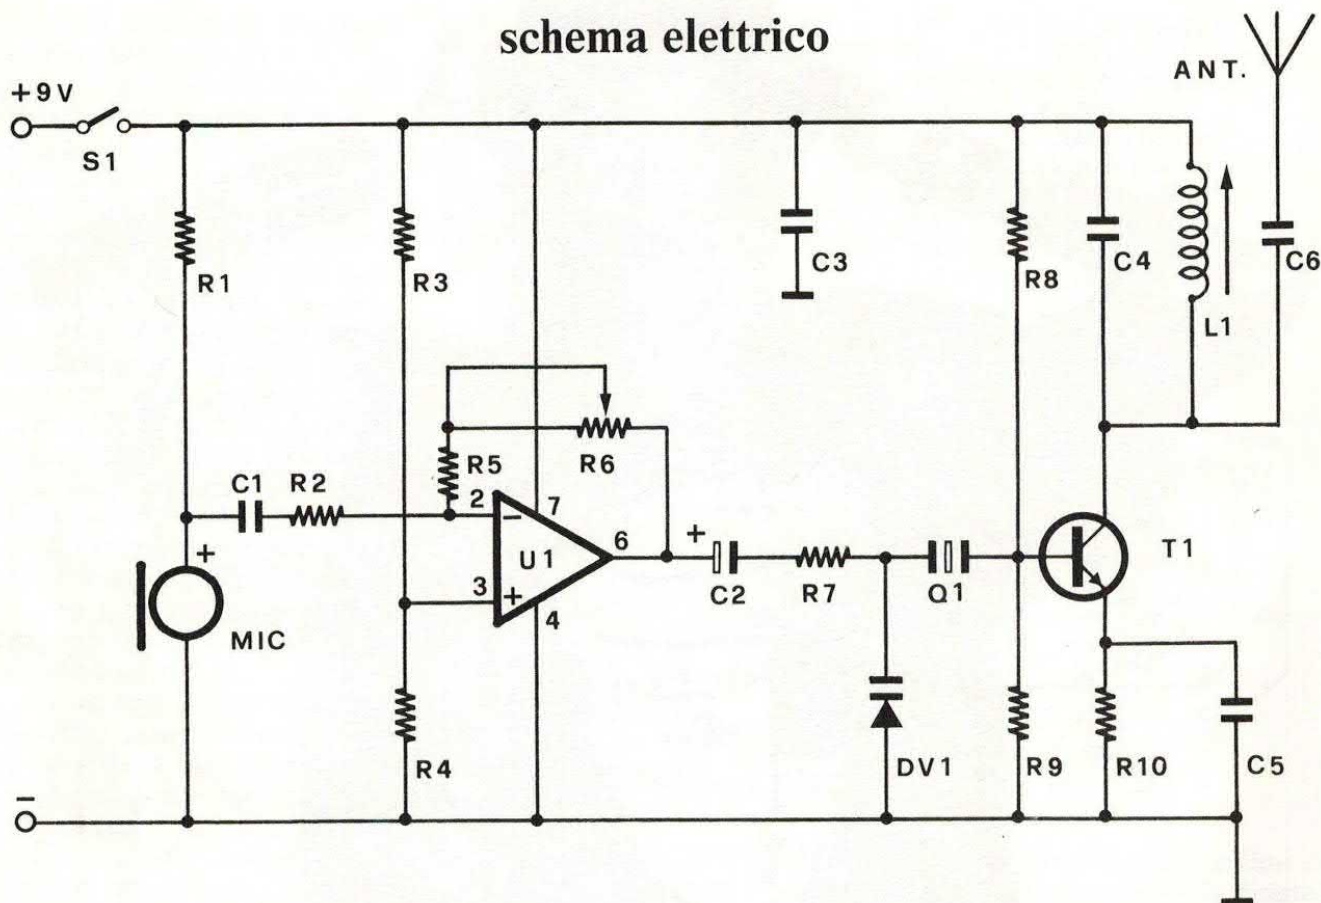 schema elettrico
ANT.
+9V
S1
R1
R3
C3
R8
C4
L1
C6
C1
R2
R5
R6
2
7
6
3
4
-
+
U1
+
MIC
+
C2
R7
Q1
T1
R4
DV1
R9
R10
C5
-